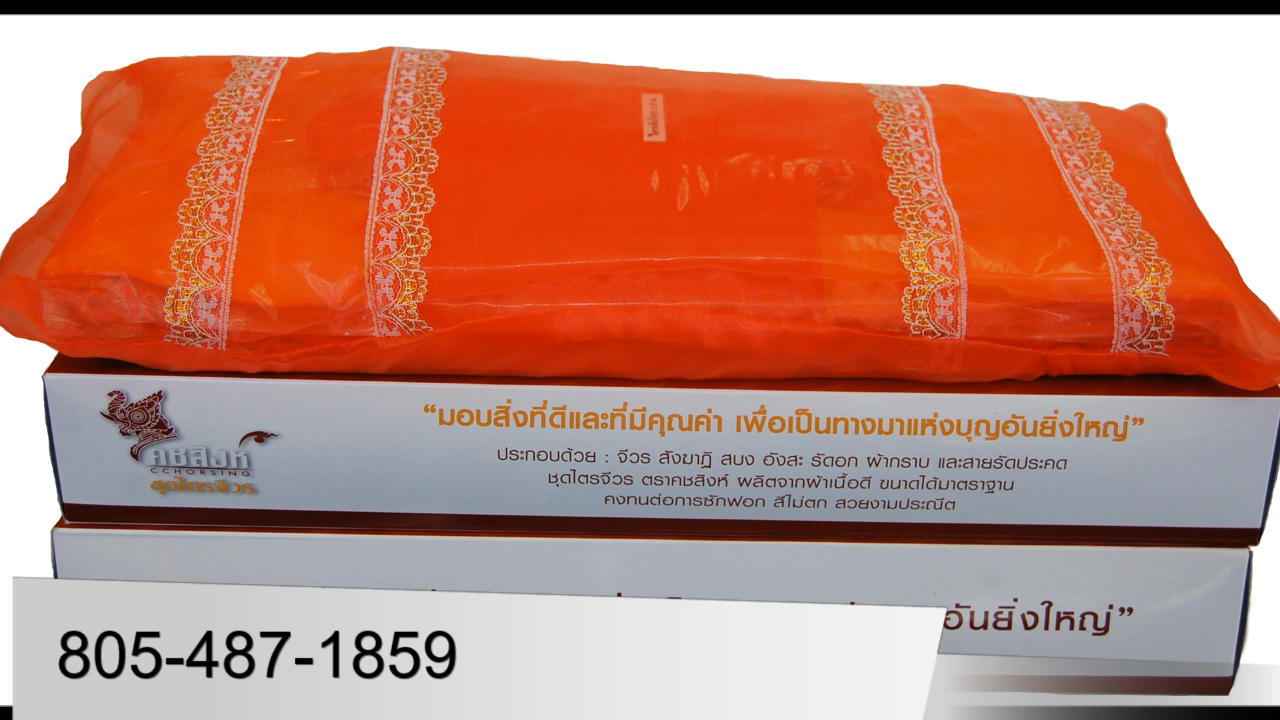 “มอบสิ่งที่ดีและที่มีคุณค่า เพื่อเป็นทางมาแห่งบุญอันยิ่งใหญ่”
ประกอบด้วย : จีวร สังฆาฏิ สบง อังสะ รัดอก ผ้ากราบ และสายรัดประคด
ชุดไตรจีวร ตราคชสิงห์ ผลิตจากผ้าเนื้อดี ขนาดได้มาตราฐาน
คงทนต่อการซักฟอก สีไม่ตก สวยงามประณีต
คชสิงห์
CCHORSING
ชุดไตรจีวร
อันยิ่งใหญ่”
805-487-1859